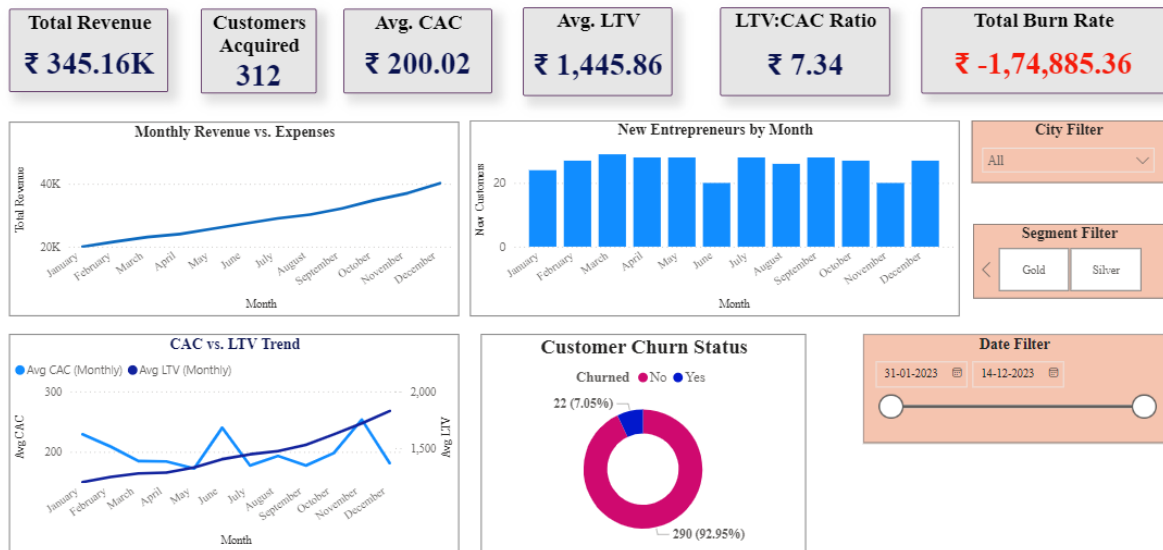 Total Revenue
₹ 345.16K
Customers
Acquired
312
Avg. CAC
₹ 200.02
Avg. LTV
₹ 1,445.86
LTV:CAC Ratio
₹ 7.34
Total Burn Rate
₹ -1,74,885.36
Monthly Revenue vs. Expenses
Total Revenue
40K
20K
January
February
March
April
May
June
July
August
September
October
November
December
Month
New Entrepreneurs by Month
New Customers
20
0
January
February
March
April
May
June
July
August
September
October
November
December
Month
City Filter
All
Segment Filter
Gold
Silver
CAC vs. LTV Trend
Avg CAC (Monthly)
Avg LTV (Monthly)
300
200
Avg CAC
2,000
1,500
Avg LTV
January
February
March
April
May
June
July
August
September
October
November
December
Month
Customer Churn Status
Churned No Yes
22 (7.05%)
290 (92.95%)
Date Filter
31-01-2023
14-12-2023